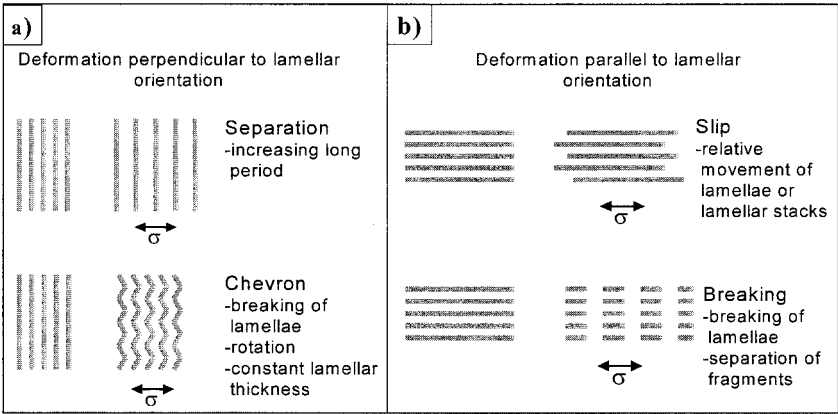 a)
Deformation perpendicular to lamellar
orientation
Separation
-increasing long
period
σ
Chevron
-breaking of
lamellae
-rotation
-constant lamellar
thickness
σ
b)
Deformation parallel to lamellar
orientation
Slip
-relative
movement of
lamellae or
lamellar stacks
σ
Breaking
-breaking of
lamellae
-separation of
fragments
σ